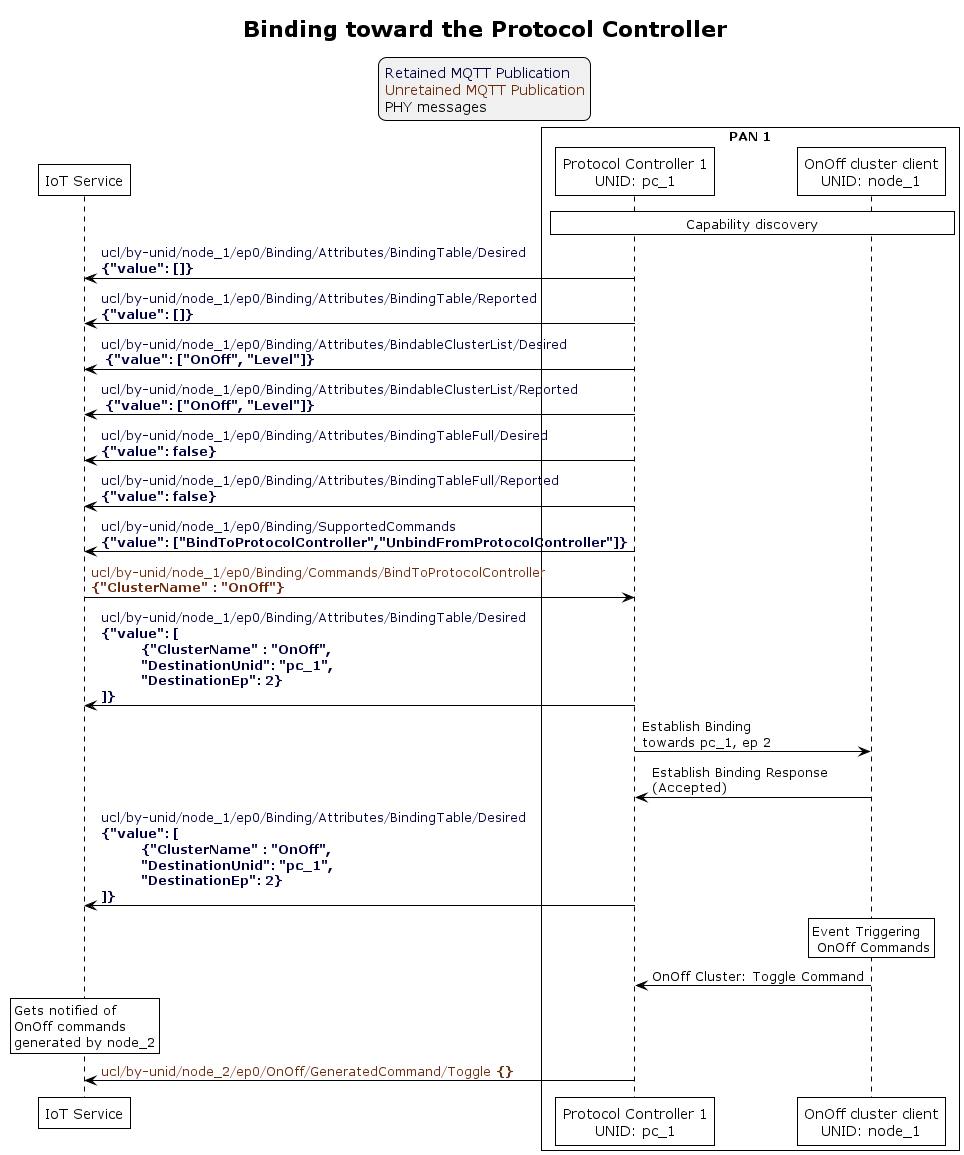 Binding toward the Protocol Controller
Retained MQTT Publication
Unretained MQTT Publication
PHY messages
PAN 1
IoT Service
Protocol Controller 1
UNID: pc_1
OnOff cluster client
UNID: node_1
Capability discovery
ucl/by-unid/node_1/ep0/Binding/Attributes/BindingTable/Desired
{"value": []}
ucl/by-unid/node_1/ep0/Binding/Attributes/BindingTable/Reported
{"value": []}
ucl/by-unid/node_1/ep0/Binding/Attributes/BindableClusterList/Desired
{"value": ["OnOff", "Level"]}
ucl/by-unid/node_1/ep0/Binding/Attributes/BindableClusterList/Reported
{"value": ["OnOff", "Level"]}
ucl/by-unid/node_1/ep0/Binding/Attributes/BindingTableFull/Desired
{"value": false}
ucl/by-unid/node_1/ep0/Binding/Attributes/BindingTableFull/Reported
{"value": false}
ucl/by-unid/node_1/ep0/Binding/SupportedCommands
{"value": ["BindToProtocolController","UnbindFromProtocolController"]}
ucl/by-unid/node_1/ep0/Binding/Commands/BindToProtocolController
{"ClusterName" : "OnOff"}
ucl/by-unid/node_1/ep0/Binding/Attributes/BindingTable/Desired
{"value": [
{"ClusterName" : "OnOff",
"DestinationUnid": "pc_1",
"DestinationEp": 2}
]}
Establish Binding
towards pc_1, ep 2
Establish Binding Response
(Accepted)
ucl/by-unid/node_1/ep0/Binding/Attributes/BindingTable/Desired
{"value": [
{"ClusterName" : "OnOff",
"DestinationUnid": "pc_1",
"DestinationEp": 2}
]}
Event Triggering
OnOff Commands
OnOff Cluster: Toggle Command
Gets notified of
OnOff commands
generated by node_2
ucl/by-unid/node_2/ep0/OnOff/GeneratedCommand/Toggle {}
IoT Service
Protocol Controller 1
UNID: pc_1
OnOff cluster client
UNID: node_1